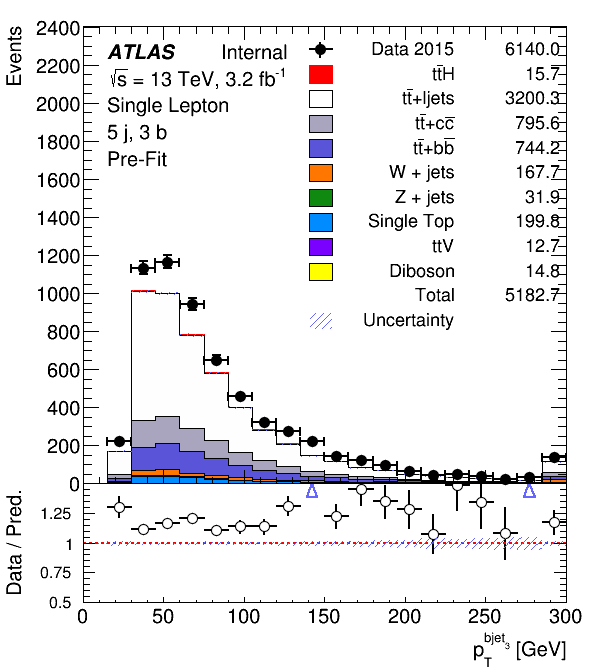 Events
2400
2200
2000
1800
1600
1400
1200
1000
800
600
400
200
0
ATLAS Internal
√s = 13 TeV, 3.2 fb⁻¹
Single Lepton
5 j, 3 b
Pre-Fit
Data 2015 6140.0
tt̄H 15.7
tt̄+ljets 3200.3
tt̄+cc̄ 795.6
tt̄+bb̄ 744.2
W + jets 167.7
Z + jets 31.9
Single Top 199.8
ttV 12.7
Diboson 14.8
Total 5182.7
Uncertainty
Data / Pred.
1.25
1
0.75
0.5
0 50 100 150 200 250 300
p_T^{bjet_3} [GeV]